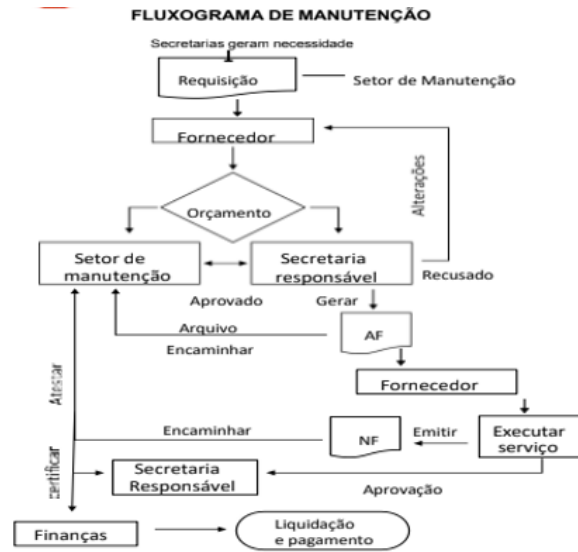 FLUXOGRAMA DE MANUTENÇÃO
Secretarias geram necessidade
Requisição
Setor de Manutenção
Fornecedor
Alterações
Orçamento
Setor de
manutenção
Secretaria
responsável
Recusado
Aprovado
Gerar
Arquivo
AF
Encaminhar
Fornecedor
Atestar
Encaminhar
NF
Emitir
Executar
serviço
certificar
Secretaria
Responsável
Aprovação
Finanças
Liquidação
e pagamento